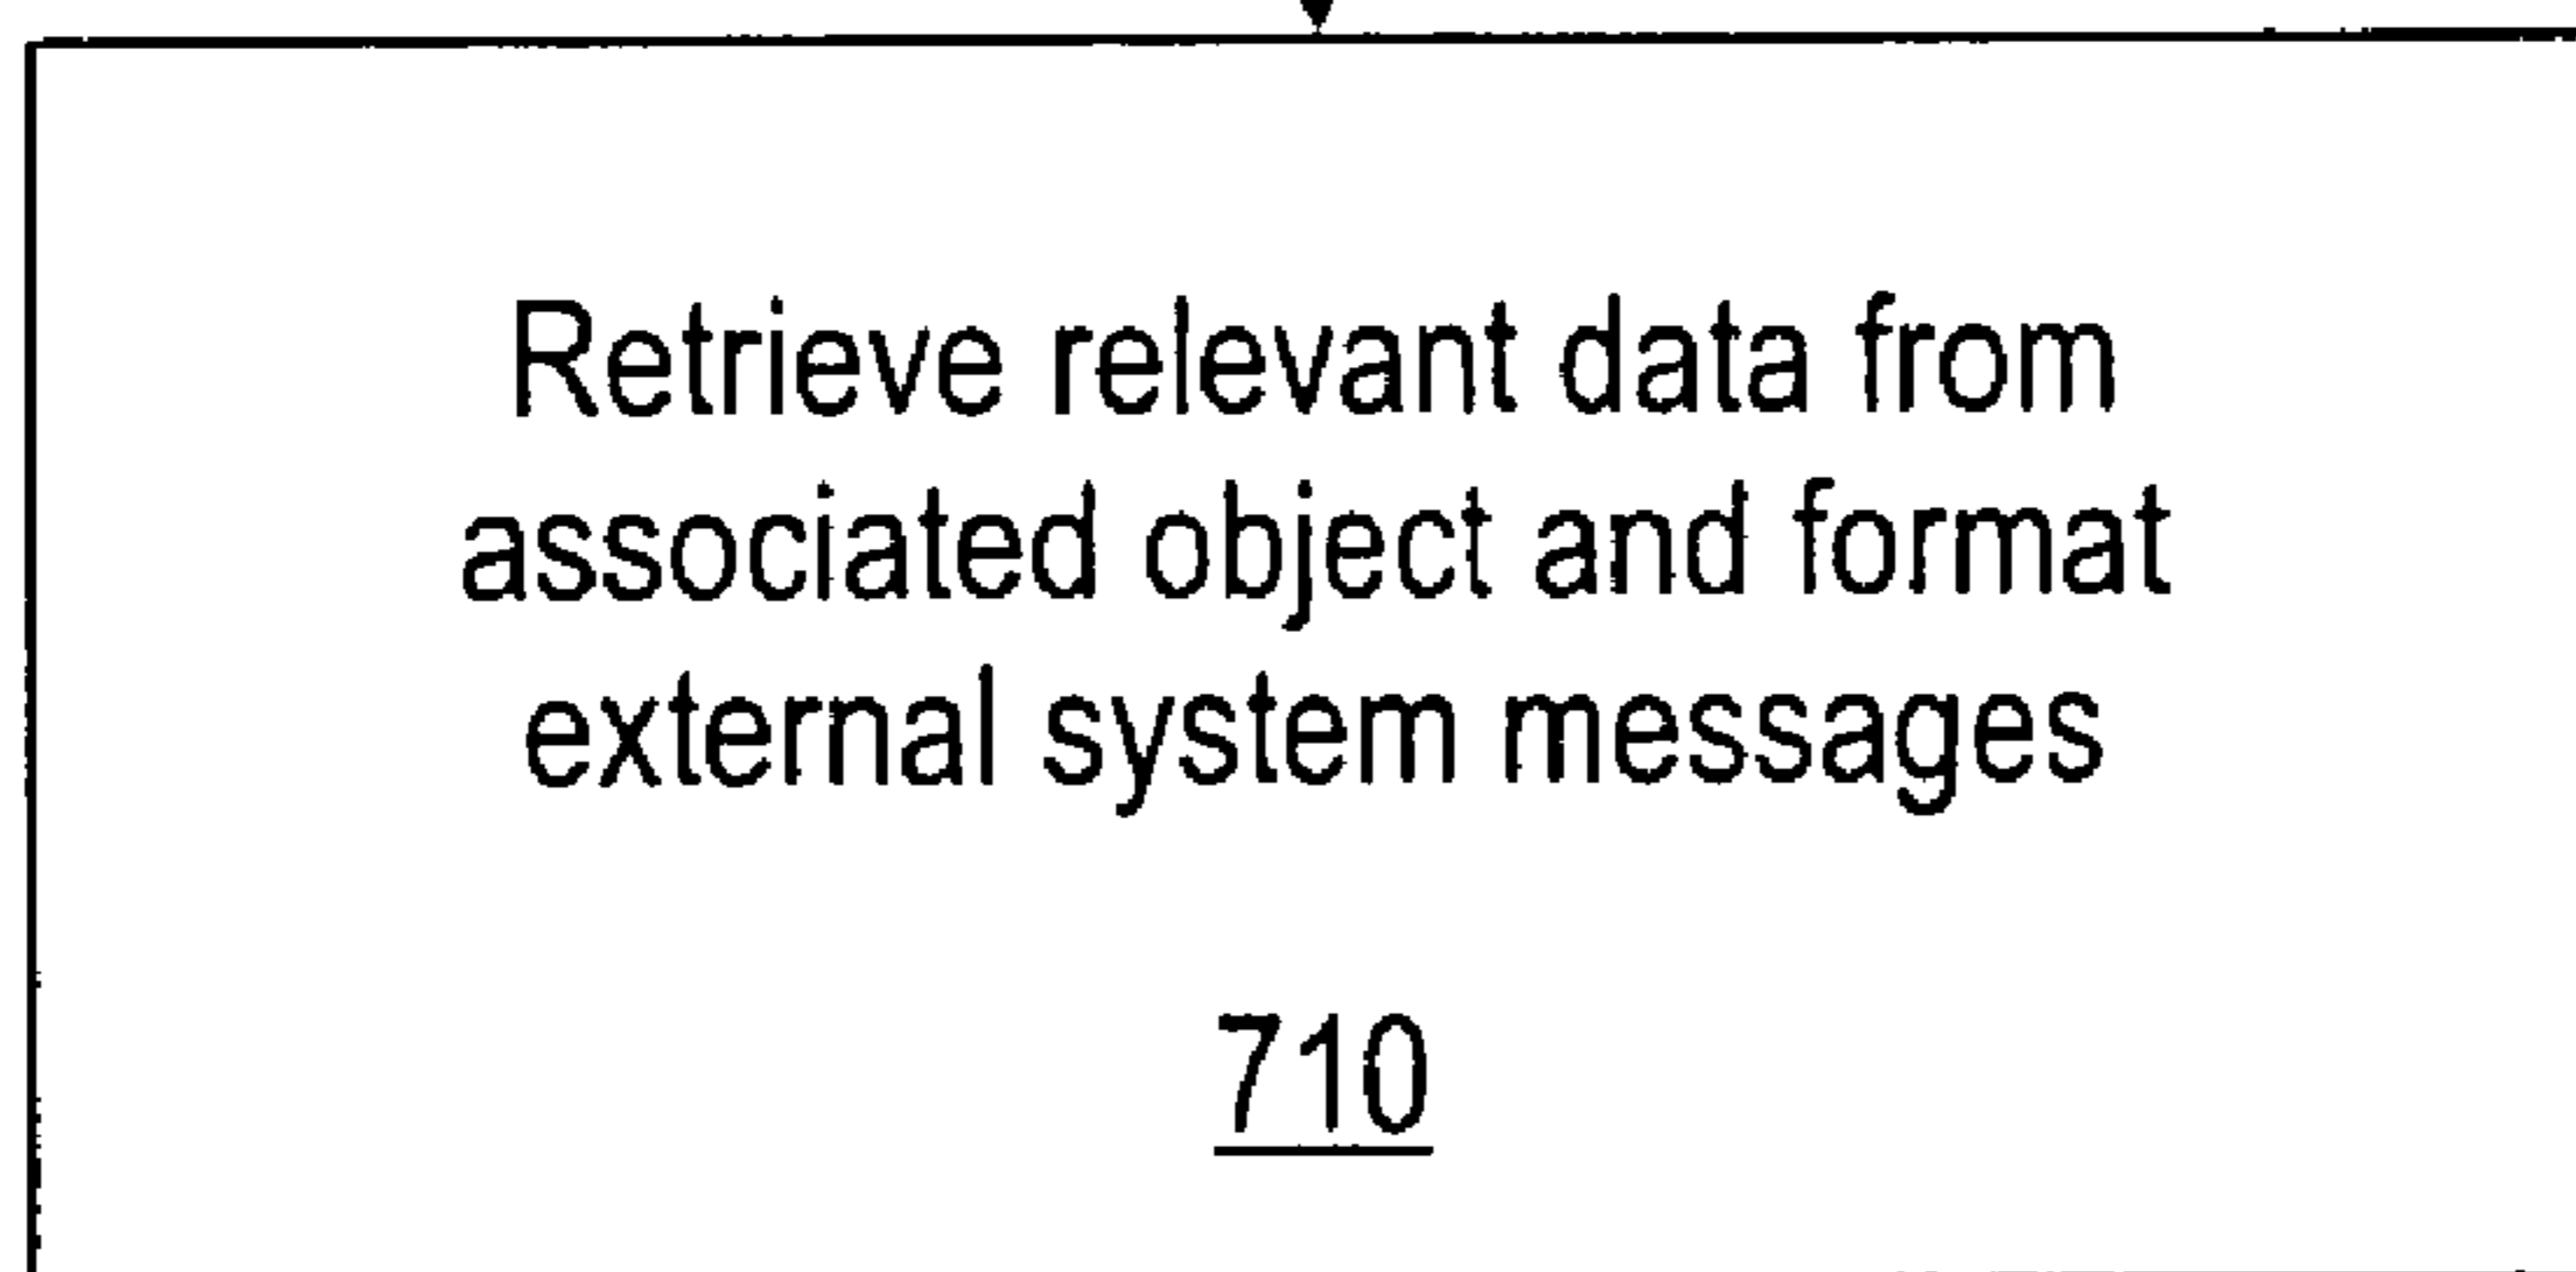 Retrieve relevant data from
associated object and format
external system messages
710